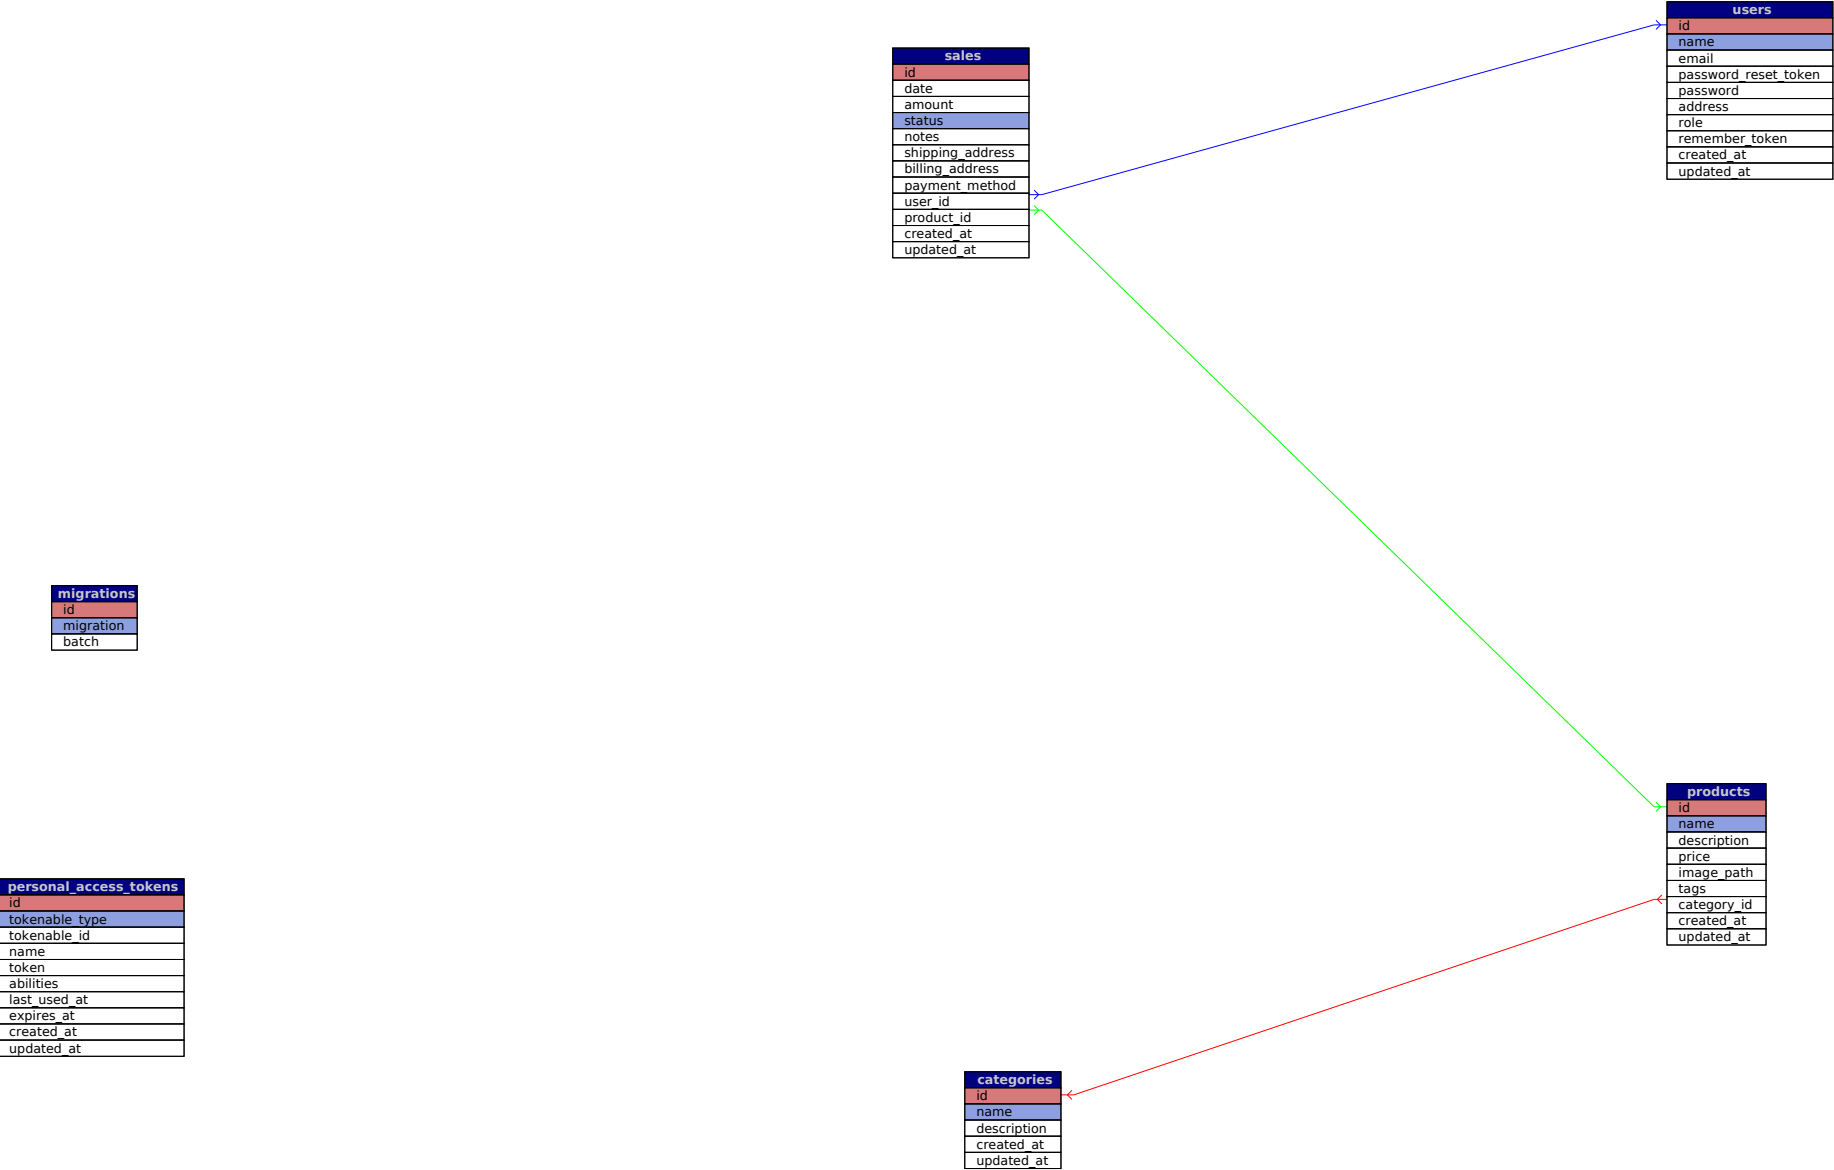 users
id
name
email
password_reset_token
password
address
role
remember_token
created_at
updated_at
sales
id
date
amount
status
notes
shipping_address
billing_address
payment_method
user_id
product_id
created_at
updated_at
migrations
id
migration
batch
products
id
name
description
price
image_path
tags
category_id
created_at
updated_at
personal_access_tokens
id
tokenable_type
tokenable_id
name
token
abilities
last_used_at
expires_at
created_at
updated_at
categories
id
name
description
created_at
updated_at